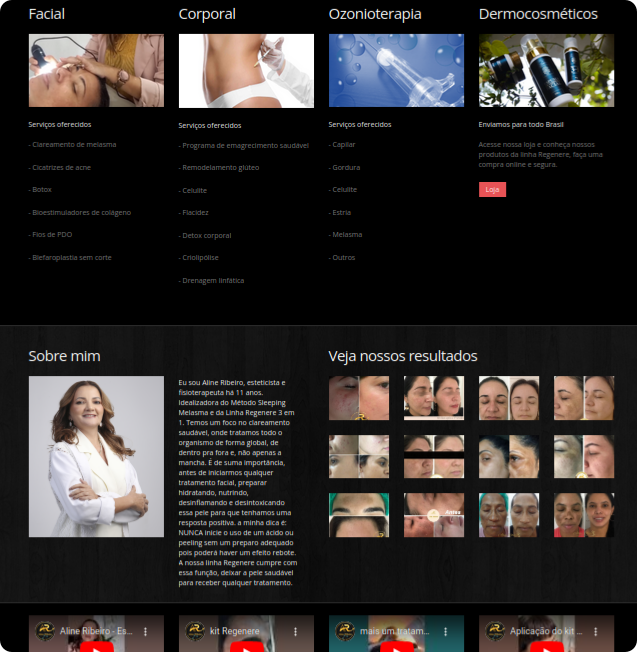 Facial
Serviços oferecidos
- Clareamento de melasma
- Cicatrizes de acne
- Botox
- Bioestimuladores de colágeno
- Fios de PDO
- Blefaroplastia sem corte
Corporal
Serviços oferecidos
- Programa de emagrecimento saudável
- Remodelamento glúteo
- Celulite
- Flacidez
- Detox corporal
- Criolipólise
- Drenagem linfática
Ozonioterapia
Serviços oferecidos
- Capilar
- Gordura
- Celulite
- Estria
- Melasma
- Outros
Dermocosméticos
Enviamos para todo Brasil
Acesse nossa loja e conheça nossos
produtos da linha Regenere, faça uma
compra online e segura.
Loja
Sobre mim
Eu sou Aline Ribeiro, esteticista e
fisioterapeuta há 11 anos.
Idealizadora do Método Sleeping
Melasma e da Linha Regenere 3 em
1. Temos um foco no clareamento
saudável, onde tratamos todo o
organismo de forma global, de
dentro pra fora e, não apenas a
mancha. É de suma importância,
antes de iniciarmos qualquer
tratamento facial, preparar
hidratando, nutrindo,
desinflamando e desintoxicando
essa pele para que tenhamos uma
resposta positiva. a minha dica é:
NUNCA inicie o uso de um ácido ou
peeling sem um preparo adequado
pois poderá haver um efeito rebote.
A nossa linha Regenere cumpre com
essa função, deixar a pele saudável
para receber qualquer tratamento.
Veja nossos resultados
Aline Ribeiro - Es...
kit Regenere
mais um tratam...
Aplicação do kit ...